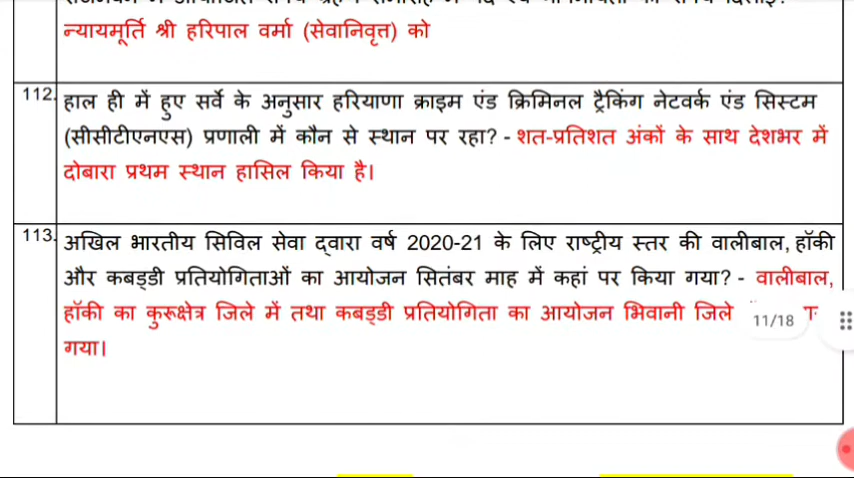 न्यायमूर्ति श्री हरिपाल वर्मा (सेवानिवृत्त) को
112. हाल ही में हुए सर्वे के अनुसार हरियाणा क्राइम एंड क्रिमिनल ट्रैकिंग नेटवर्क एंड सिस्टम
(सीसीटीएनएस) प्रणाली में कौन से स्थान पर रहा? - शत-प्रतिशत अंकों के साथ देशभर में
दोबारा प्रथम स्थान हासिल किया है।
113. अखिल भारतीय सिविल सेवा द्वारा वर्ष 2020-21 के लिए राष्ट्रीय स्तर की वालीबाल, हॉकी
और कबड्डी प्रतियोगिताओं का आयोजन सितंबर माह में कहां पर किया गया? - वालीबाल,
हॉकी का कुरूक्षेत्र जिले में तथा कबड्डी प्रतियोगिता का आयोजन भिवानी जिले
11/18
गया।